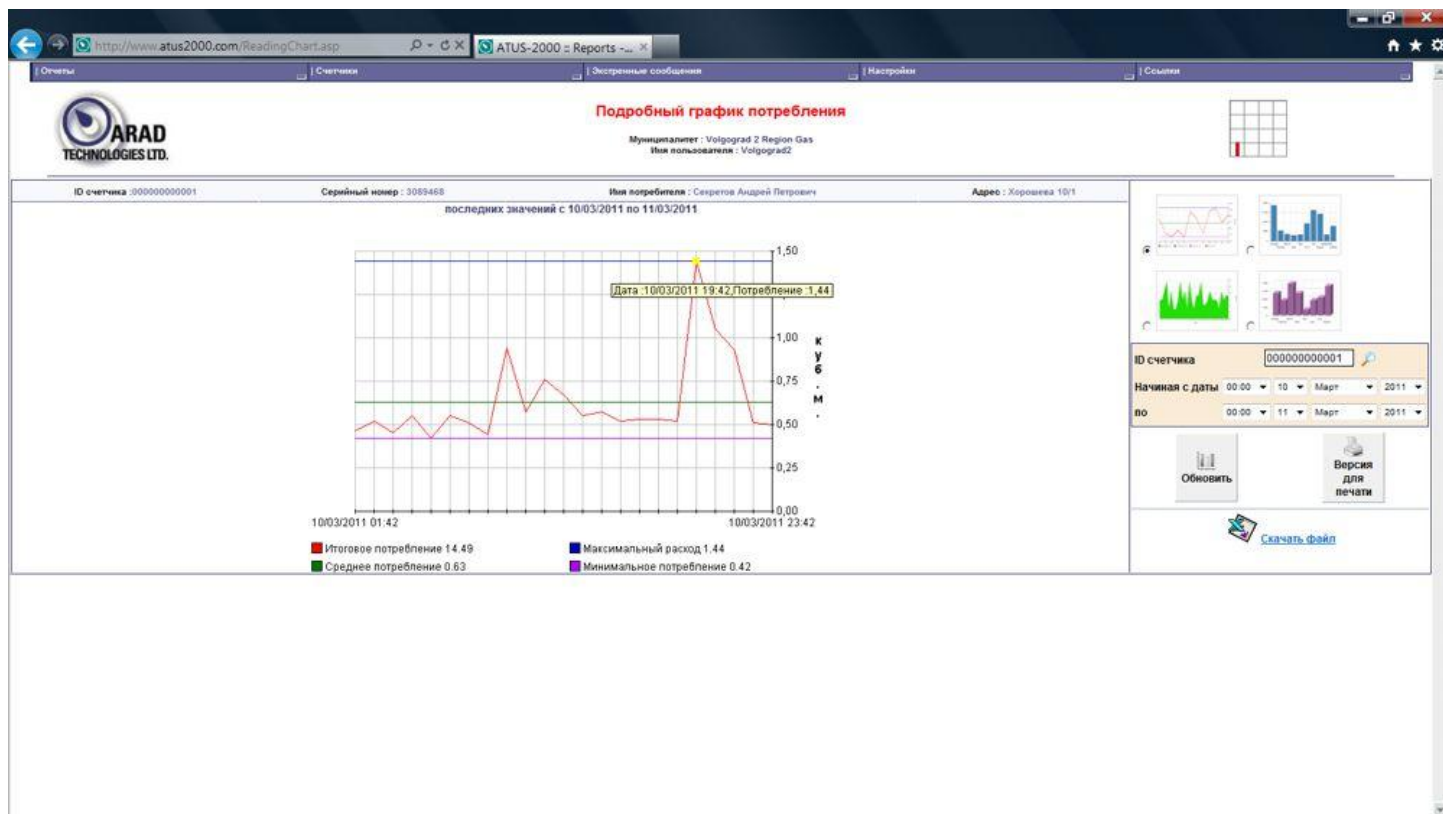 http://www.atus2000.com/ReadingChart.asp
ATUS-2000 :: Reports -...
| Отчеты
| Счетчики
| Экстренные сообщения
| Настройки
| Ссылки
ARAD
TECHNOLOGIES LTD.
Подробный график потребления
Муниципалитет : Volgograd 2 Region Gas
Имя пользователя : Volgograd2
ID счетчика :000000000001
Серийный номер : 3089468
Имя потребителя : Секретов Андрей Петрович
Адрес : Хорошева 10/1
последних значений с 10/03/2011 по 11/03/2011
1,50
Дата :10/03/2011 19:42,Потребление :1,44
1,00
0,75
0,50
0,25
0,00
куб.м.
10/03/2011 01:42
10/03/2011 23:42
Итоговое потребление 14.49
Максимальный расход 1.44
Среднее потребление 0.63
Минимальное потребление 0.42
ID счетчика 000000000001
Начиная с даты 00:00 10 Март 2011
по 00:00 11 Март 2011
Обновить
Версия
для
печати
Скачать файл